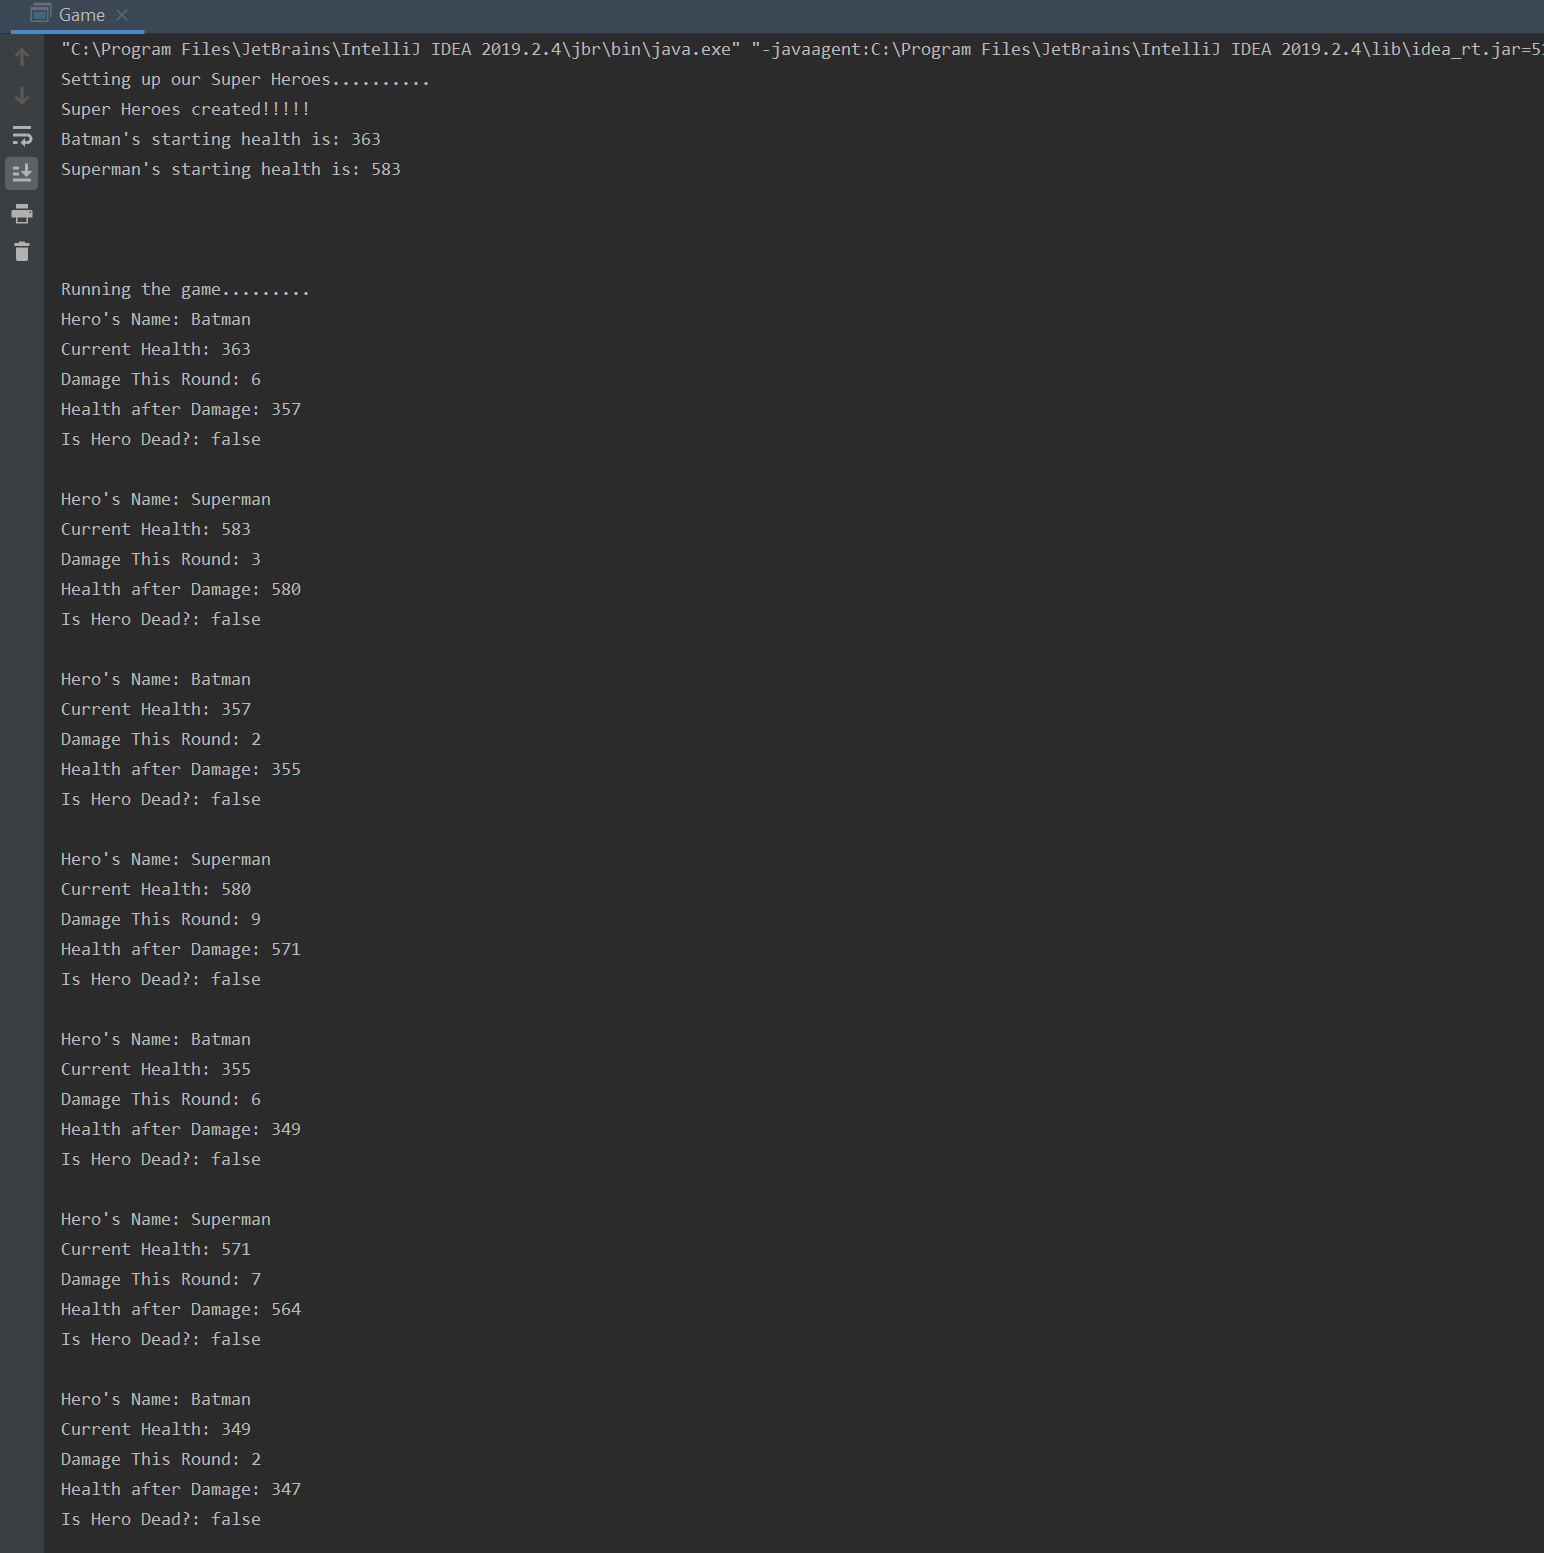 Game
"C:\Program Files\JetBrains\IntelliJ IDEA 2019.2.4\jbr\bin\java.exe" "-javaagent:C:\Program Files\JetBrains\IntelliJ IDEA 2019.2.4\lib\idea_rt.jar=51
Setting up our Super Heroes..........
Super Heroes created!!!!!
Batman's starting health is: 363
Superman's starting health is: 583
Running the game.........
Hero's Name: Batman
Current Health: 363
Damage This Round: 6
Health after Damage: 357
Is Hero Dead?: false
Hero's Name: Superman
Current Health: 583
Damage This Round: 3
Health after Damage: 580
Is Hero Dead?: false
Hero's Name: Batman
Current Health: 357
Damage This Round: 2
Health after Damage: 355
Is Hero Dead?: false
Hero's Name: Superman
Current Health: 580
Damage This Round: 9
Health after Damage: 571
Is Hero Dead?: false
Hero's Name: Batman
Current Health: 355
Damage This Round: 6
Health after Damage: 349
Is Hero Dead?: false
Hero's Name: Superman
Current Health: 571
Damage This Round: 7
Health after Damage: 564
Is Hero Dead?: false
Hero's Name: Batman
Current Health: 349
Damage This Round: 2
Health after Damage: 347
Is Hero Dead?: false